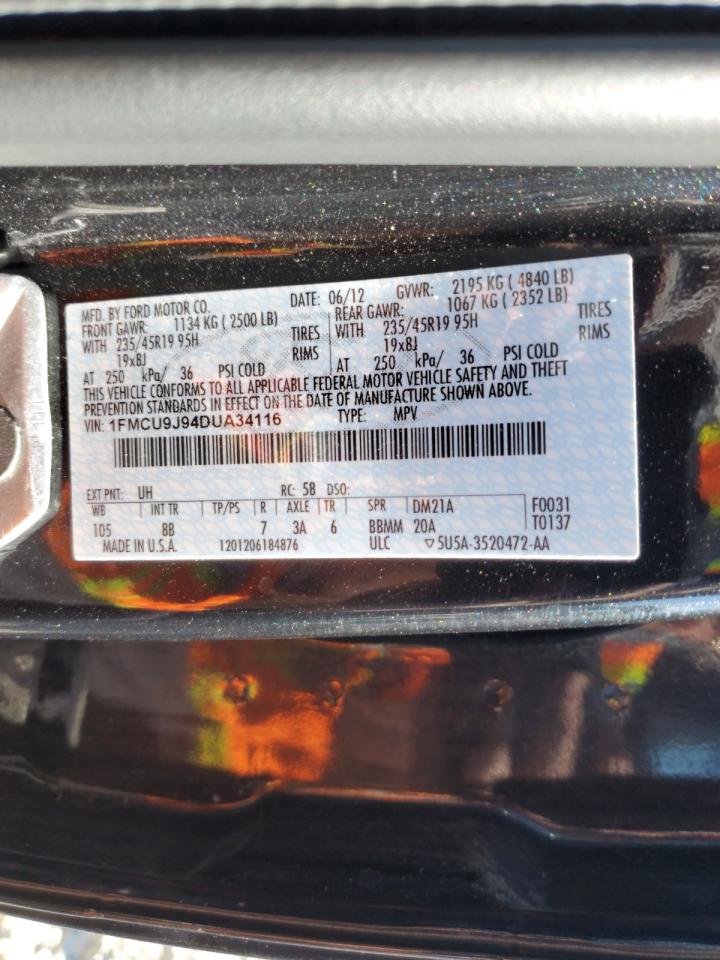 MFD. BY FORD MOTOR CO. DATE: 06/12 GVWR: 2195 KG ( 4840 LB)
FRONT GAWR: 1134 KG ( 2500 LB) REAR GAWR: 1067 KG ( 2352 LB)
WITH 235/45R19 95H TIRES WITH 235/45R19 95H TIRES
19x8J RIMS 19x8J RIMS
AT 250 kPa/ 36 PSI COLD AT 250 kPa/ 36 PSI COLD
THIS VEHICLE CONFORMS TO ALL APPLICABLE FEDERAL MOTOR VEHICLE SAFETY AND THEFT
PREVENTION STANDARDS IN EFFECT ON THE DATE OF MANUFACTURE SHOWN ABOVE.
VIN: 1FMCU9J94DUA34116 TYPE: MPV
EXT PNT: UH RC: 58 DSO:
WB INT TR TP/PS R AXLE TR SPR DM21A F0031
105 8B 7 3A 6 BBMM 20A T0137
MADE IN U.S.A. 1201206184876 ULC ▽5U5A-3520472-AA